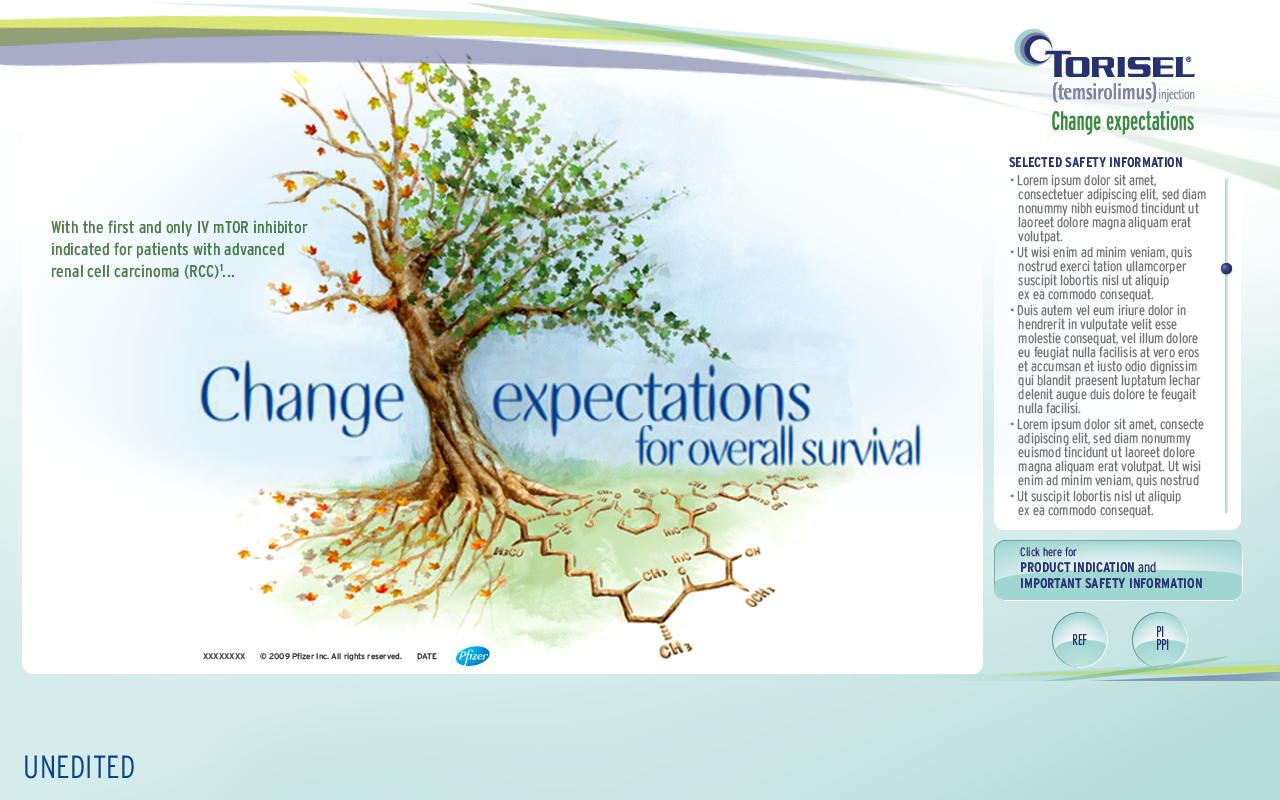 TORISEL®
(temsirolimus) injection
Change expectations
With the first and only IV mTOR inhibitor
indicated for patients with advanced
renal cell carcinoma (RCC)¹...
Change expectations
for overall survival
H₃CO
CH₃
HC
OH
OCH₃
CH₃
XXXXXXXX © 2009 Pfizer Inc. All rights reserved. DATE Pfizer
SELECTED SAFETY INFORMATION
• Lorem ipsum dolor sit amet,
consectetuer adipiscing elit, sed diam
nonummy nibh euismod tincidunt ut
laoreet dolore magna aliquam erat
volutpat.
• Ut wisi enim ad minim veniam, quis
nostrud exerci tation ullamcorper
suscipit lobortis nisl ut aliquip
ex ea commodo consequat.
• Duis autem vel eum iriure dolor in
hendrerit in vulputate velit esse
molestie consequat, vel illum dolore
eu feugiat nulla facilisis at vero eros
et accumsan et iusto odio dignissim
qui blandit praesent luptatum lechar
delenit augue duis dolore te feugait
nulla facilisi.
• Lorem ipsum dolor sit amet, consecte
adipiscing elit, sed diam nonummy
euismod tincidunt ut laoreet dolore
magna aliquam erat volutpat. Ut wisi
enim ad minim veniam, quis nostrud
• Ut suscipit lobortis nisl ut aliquip
ex ea commodo consequat.
Click here for
PRODUCT INDICATION and
IMPORTANT SAFETY INFORMATION
REF
PI
PPI
UNEDITED